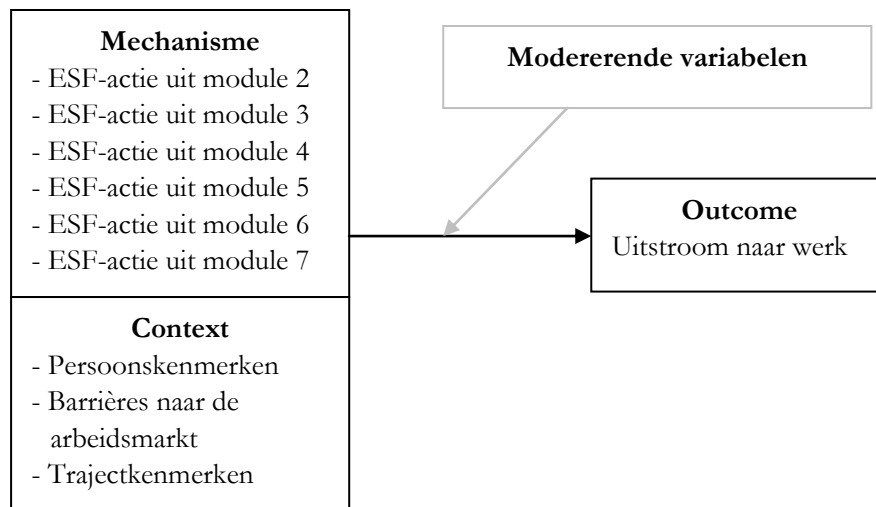 Mechanisme
- ESF-actie uit module 2
- ESF-actie uit module 3
- ESF-actie uit module 4
- ESF-actie uit module 5
- ESF-actie uit module 6
- ESF-actie uit module 7
Context
- Persoonskenmerken
- Barrières naar de
arbeidsmarkt
- Trajectkenmerken
Modererende variabelen
Outcome
Uitstroom naar werk